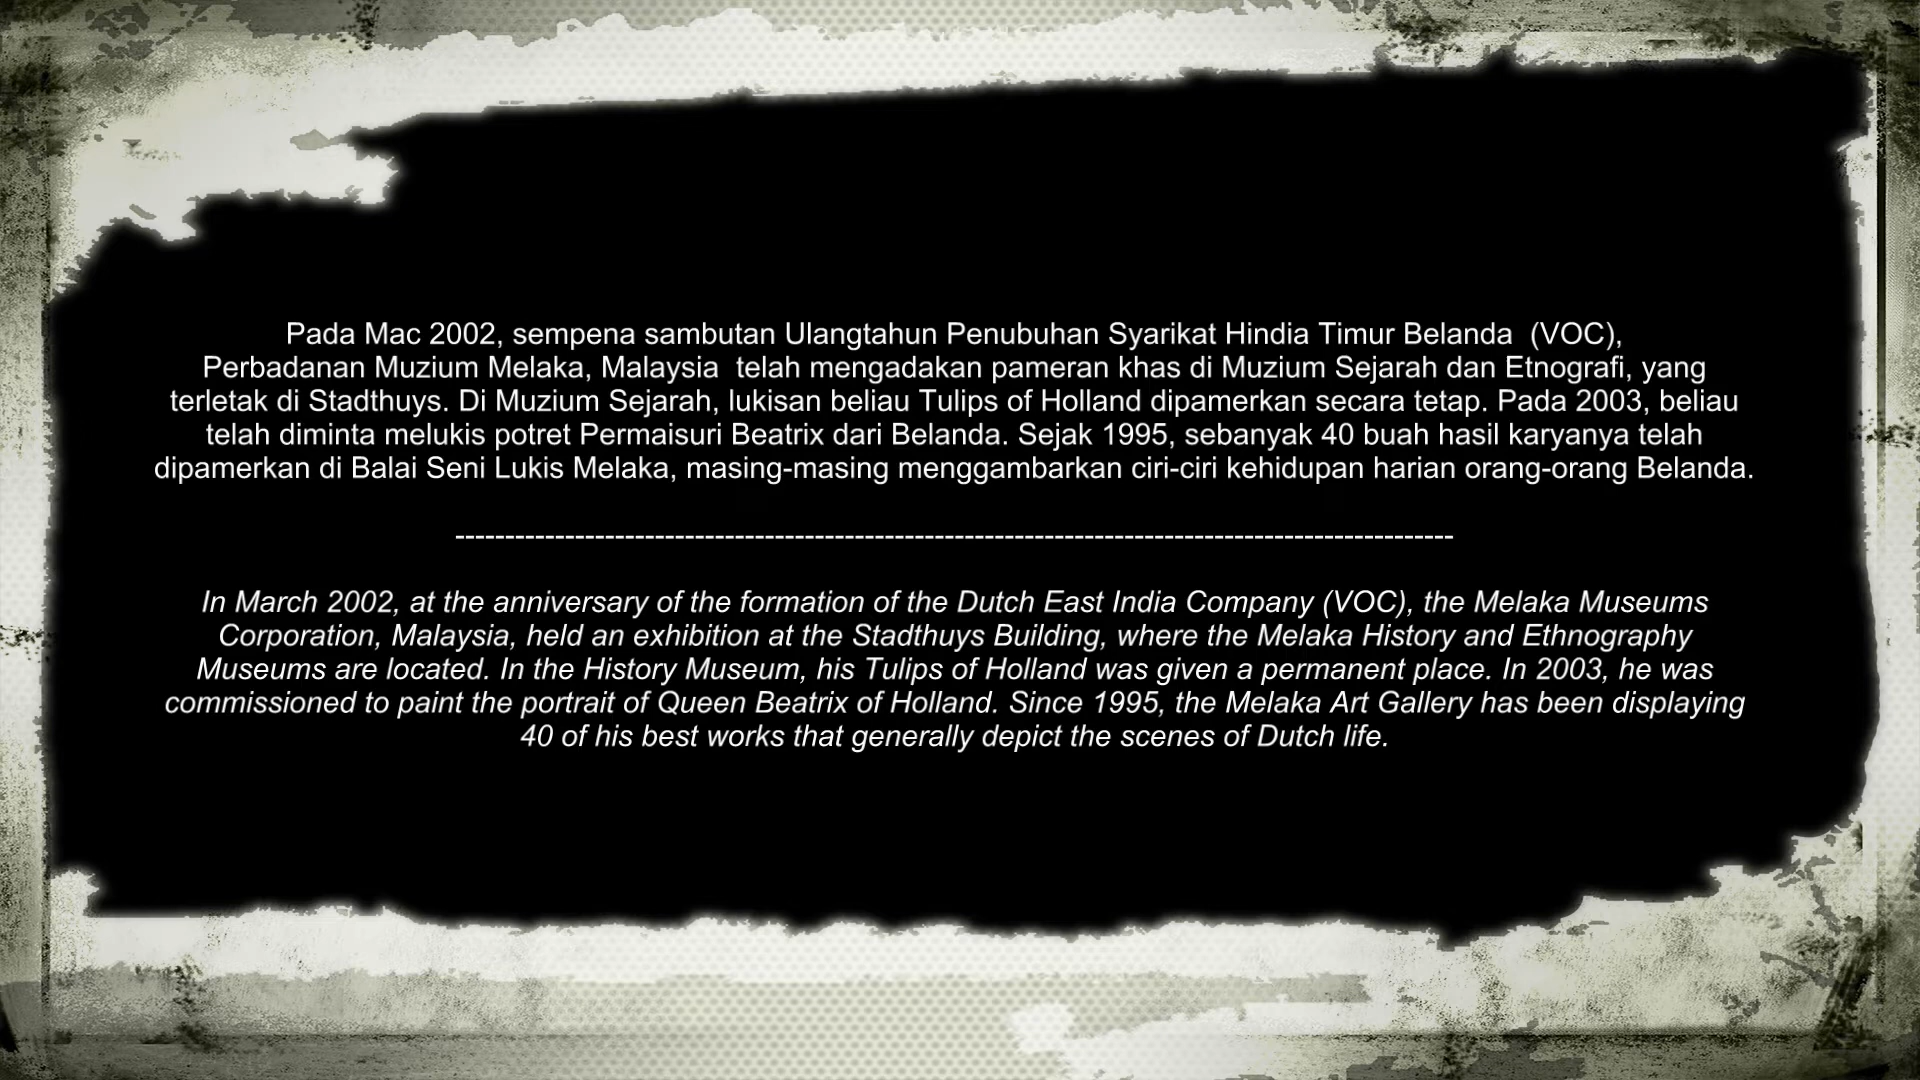 Pada Mac 2002, sempena sambutan Ulangtahun Penubuhan Syarikat Hindia Timur Belanda  (VOC),
Perbadanan Muzium Melaka, Malaysia  telah mengadakan pameran khas di Muzium Sejarah dan Etnografi, yang
terletak di Stadthuys. Di Muzium Sejarah, lukisan beliau Tulips of Holland dipamerkan secara tetap. Pada 2003, beliau
telah diminta melukis potret Permaisuri Beatrix dari Belanda. Sejak 1995, sebanyak 40 buah hasil karyanya telah
dipamerkan di Balai Seni Lukis Melaka, masing-masing menggambarkan ciri-ciri kehidupan harian orang-orang Belanda.
----------------------------------------------------------------------------------------------------
In March 2002, at the anniversary of the formation of the Dutch East India Company (VOC), the Melaka Museums
Corporation, Malaysia, held an exhibition at the Stadthuys Building, where the Melaka History and Ethnography
Museums are located. In the History Museum, his Tulips of Holland was given a permanent place. In 2003, he was
commissioned to paint the portrait of Queen Beatrix of Holland. Since 1995, the Melaka Art Gallery has been displaying
40 of his best works that generally depict the scenes of Dutch life.